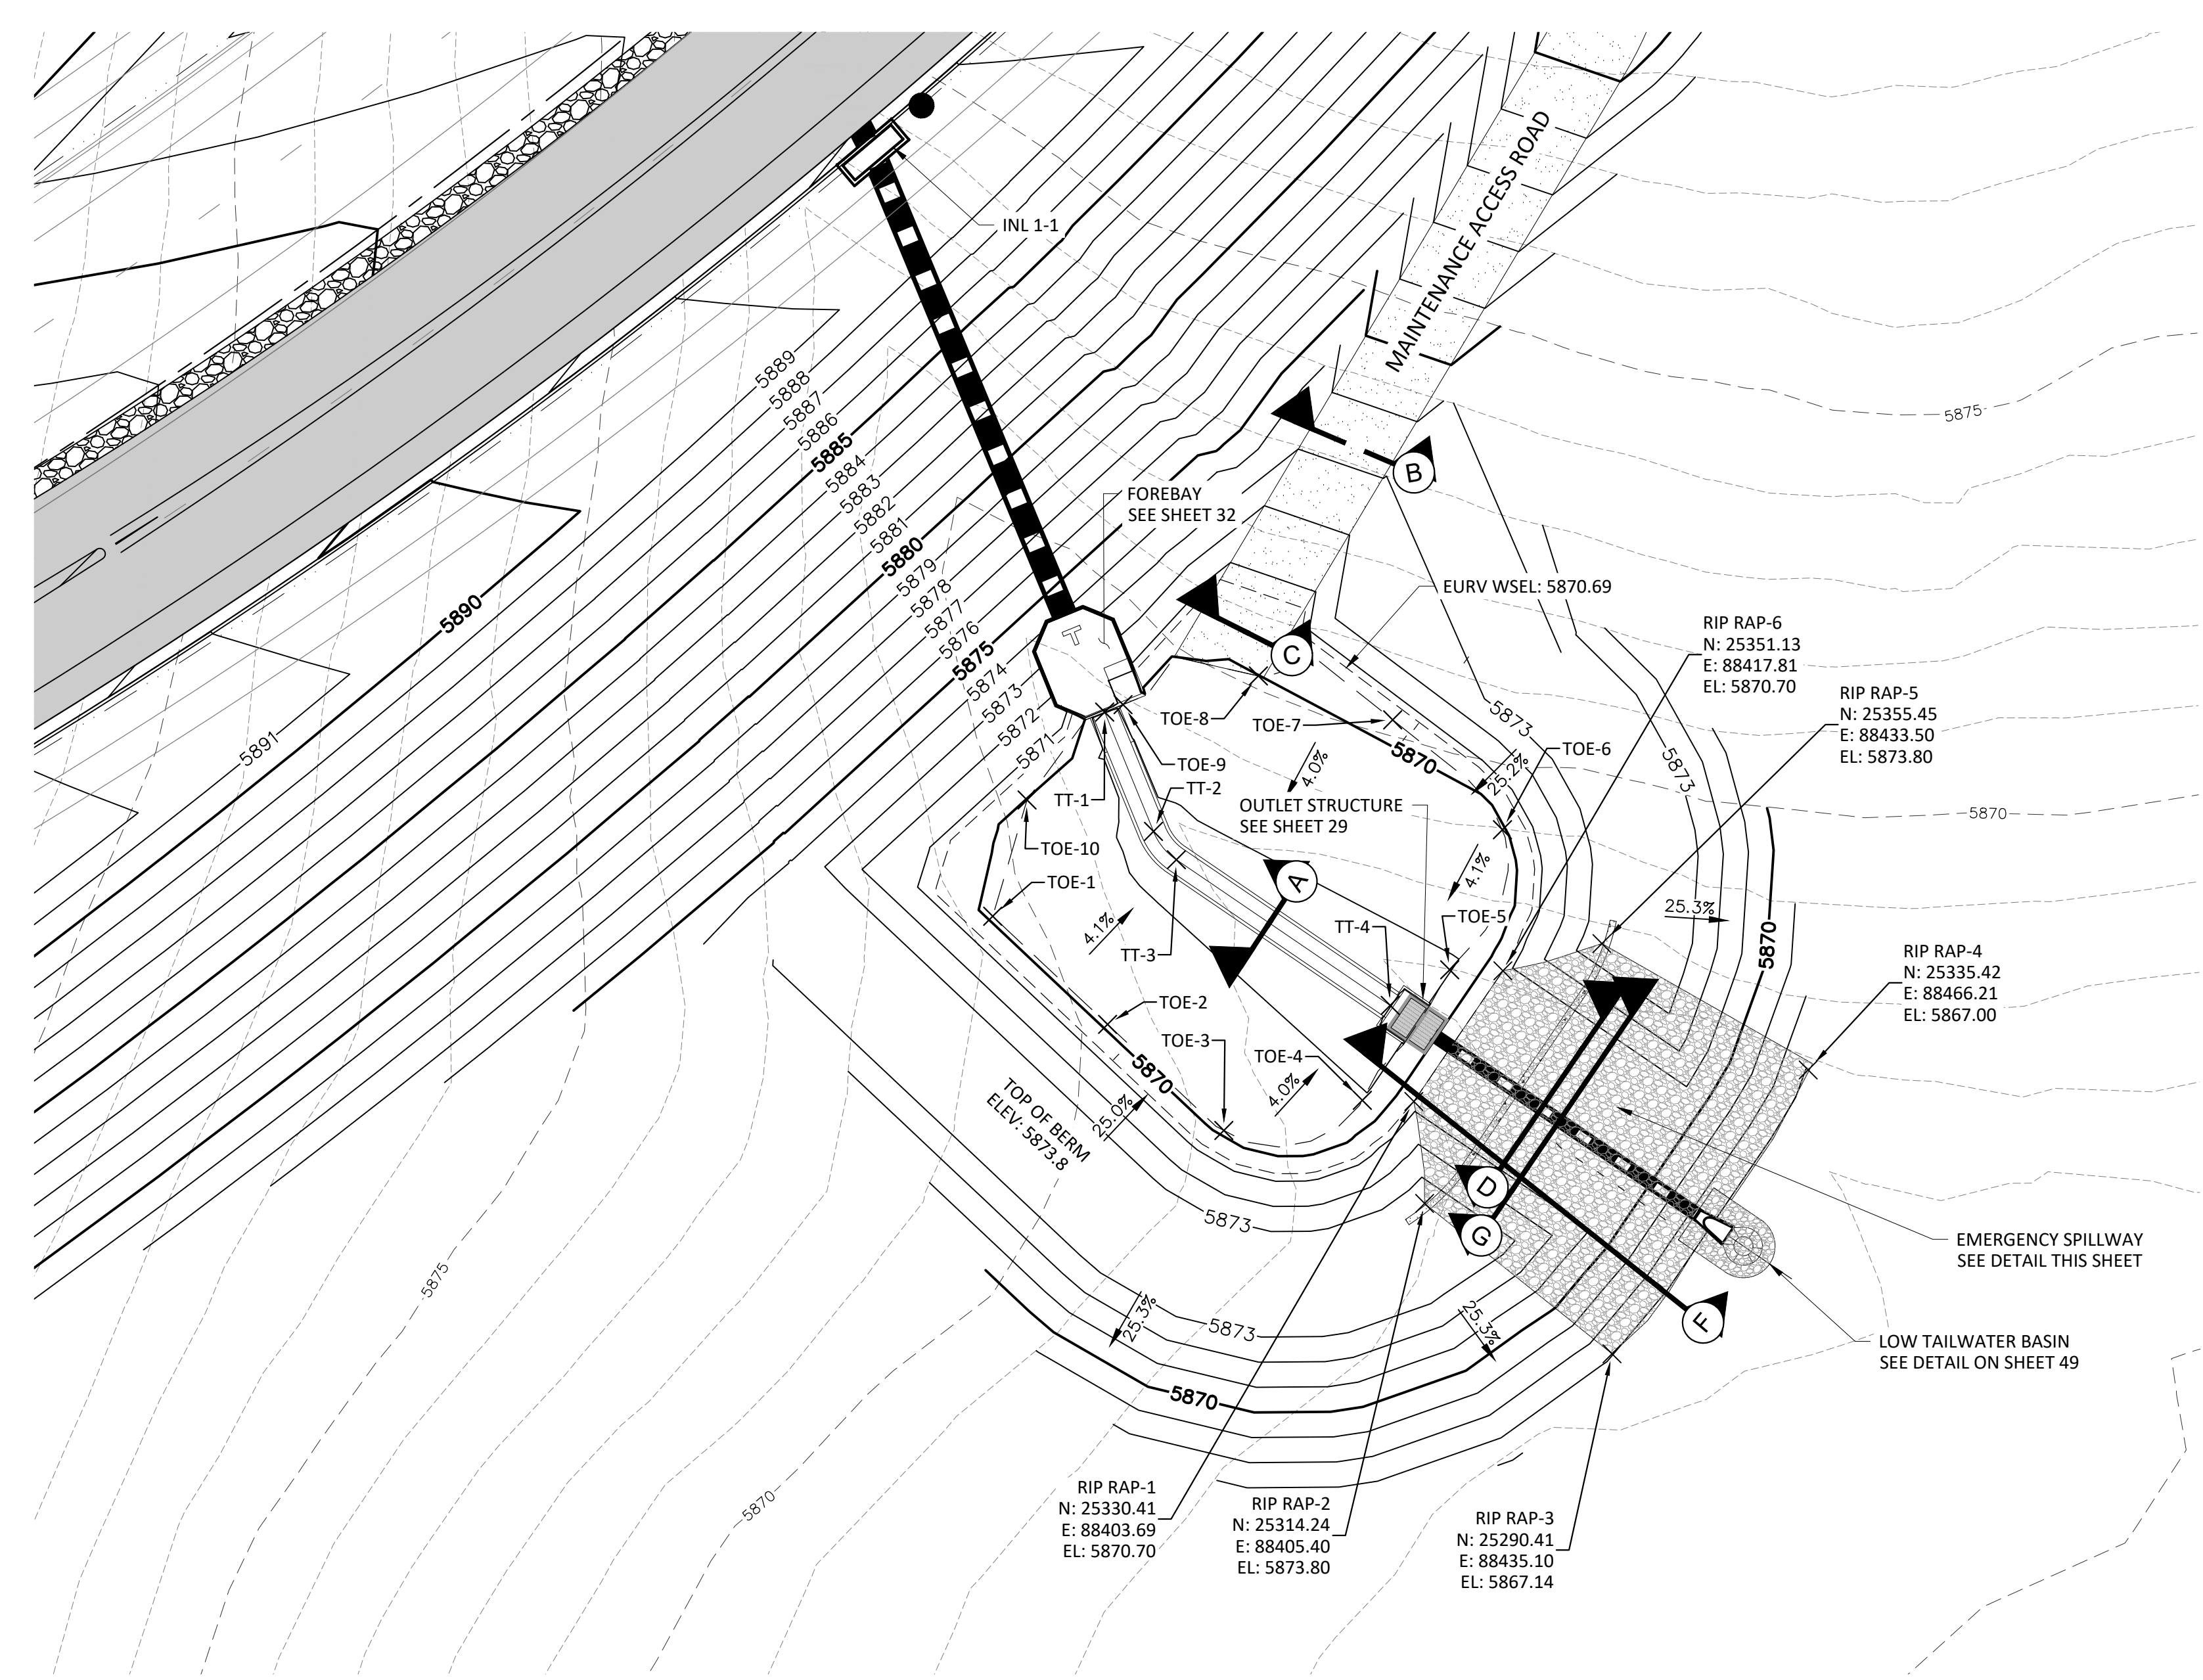 MAINTENANCE ACCESS ROAD
INL 1-1
5889
5888
5887
5886
5885
5884
5883
5882
5881
5880
5879
5878
5877
5876
5875
5874
5873
5872
5871
5890
5891
5875
B
FOREBAY
SEE SHEET 32
EURV WSEL: 5870.69
C
RIP RAP-6
N: 25351.13
E: 88417.81
EL: 5870.70
RIP RAP-5
N: 25355.45
E: 88433.50
EL: 5873.80
TOE-8
TOE-7
5873
5873
TOE-6
5870
25.2%
4.0%
TOE-9
TT-1
TT-2
OUTLET STRUCTURE
SEE SHEET 29
5870
TOE-10
TOE-1
A
4.1%
4.1%
TT-3
TT-4
TOE-5
25.3%
5870
RIP RAP-4
N: 25335.42
E: 88466.21
EL: 5867.00
TOE-2
TOE-3
TOE-4
5870
4.0%
TOP OF BERM
ELEV: 5873.8
25.0%
D
G
5873
F
EMERGENCY SPILLWAY
SEE DETAIL THIS SHEET
5875
25.3%
5873
25.3%
LOW TAILWATER BASIN
SEE DETAIL ON SHEET 49
5870
5870
RIP RAP-1
N: 25330.41
E: 88403.69
EL: 5870.70
RIP RAP-2
N: 25314.24
E: 88405.40
EL: 5873.80
RIP RAP-3
N: 25290.41
E: 88435.10
EL: 5867.14